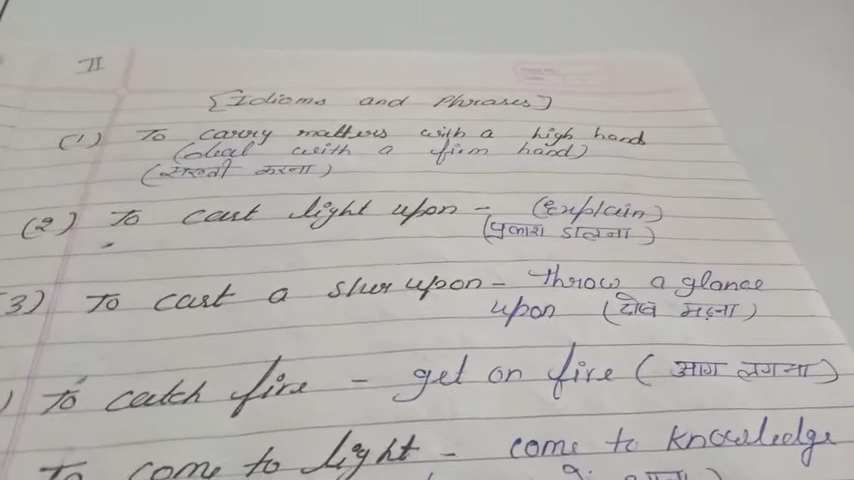 II
{Idioms and Phrases}
(1) To carry matters with a high hand
(deal with a firm hand)
(सख्ती करना)
(2) To cast light upon - (Explain)
(प्रकाश डालना)
3) To cast a slur upon - throw a glance
upon (दोष मढ़ना)
) To catch fire - get on fire (आग लगना)
To come to light - come to knowledge